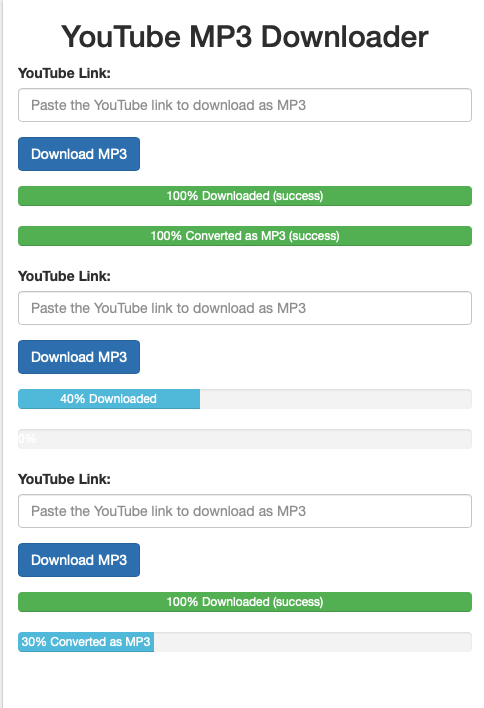 YouTube MP3 Downloader
YouTube Link:
Paste the YouTube link to download as MP3
Download MP3
100% Downloaded (success)
100% Converted as MP3 (success)
YouTube Link:
Paste the YouTube link to download as MP3
Download MP3
40% Downloaded
0%
YouTube Link:
Paste the YouTube link to download as MP3
Download MP3
100% Downloaded (success)
30% Converted as MP3